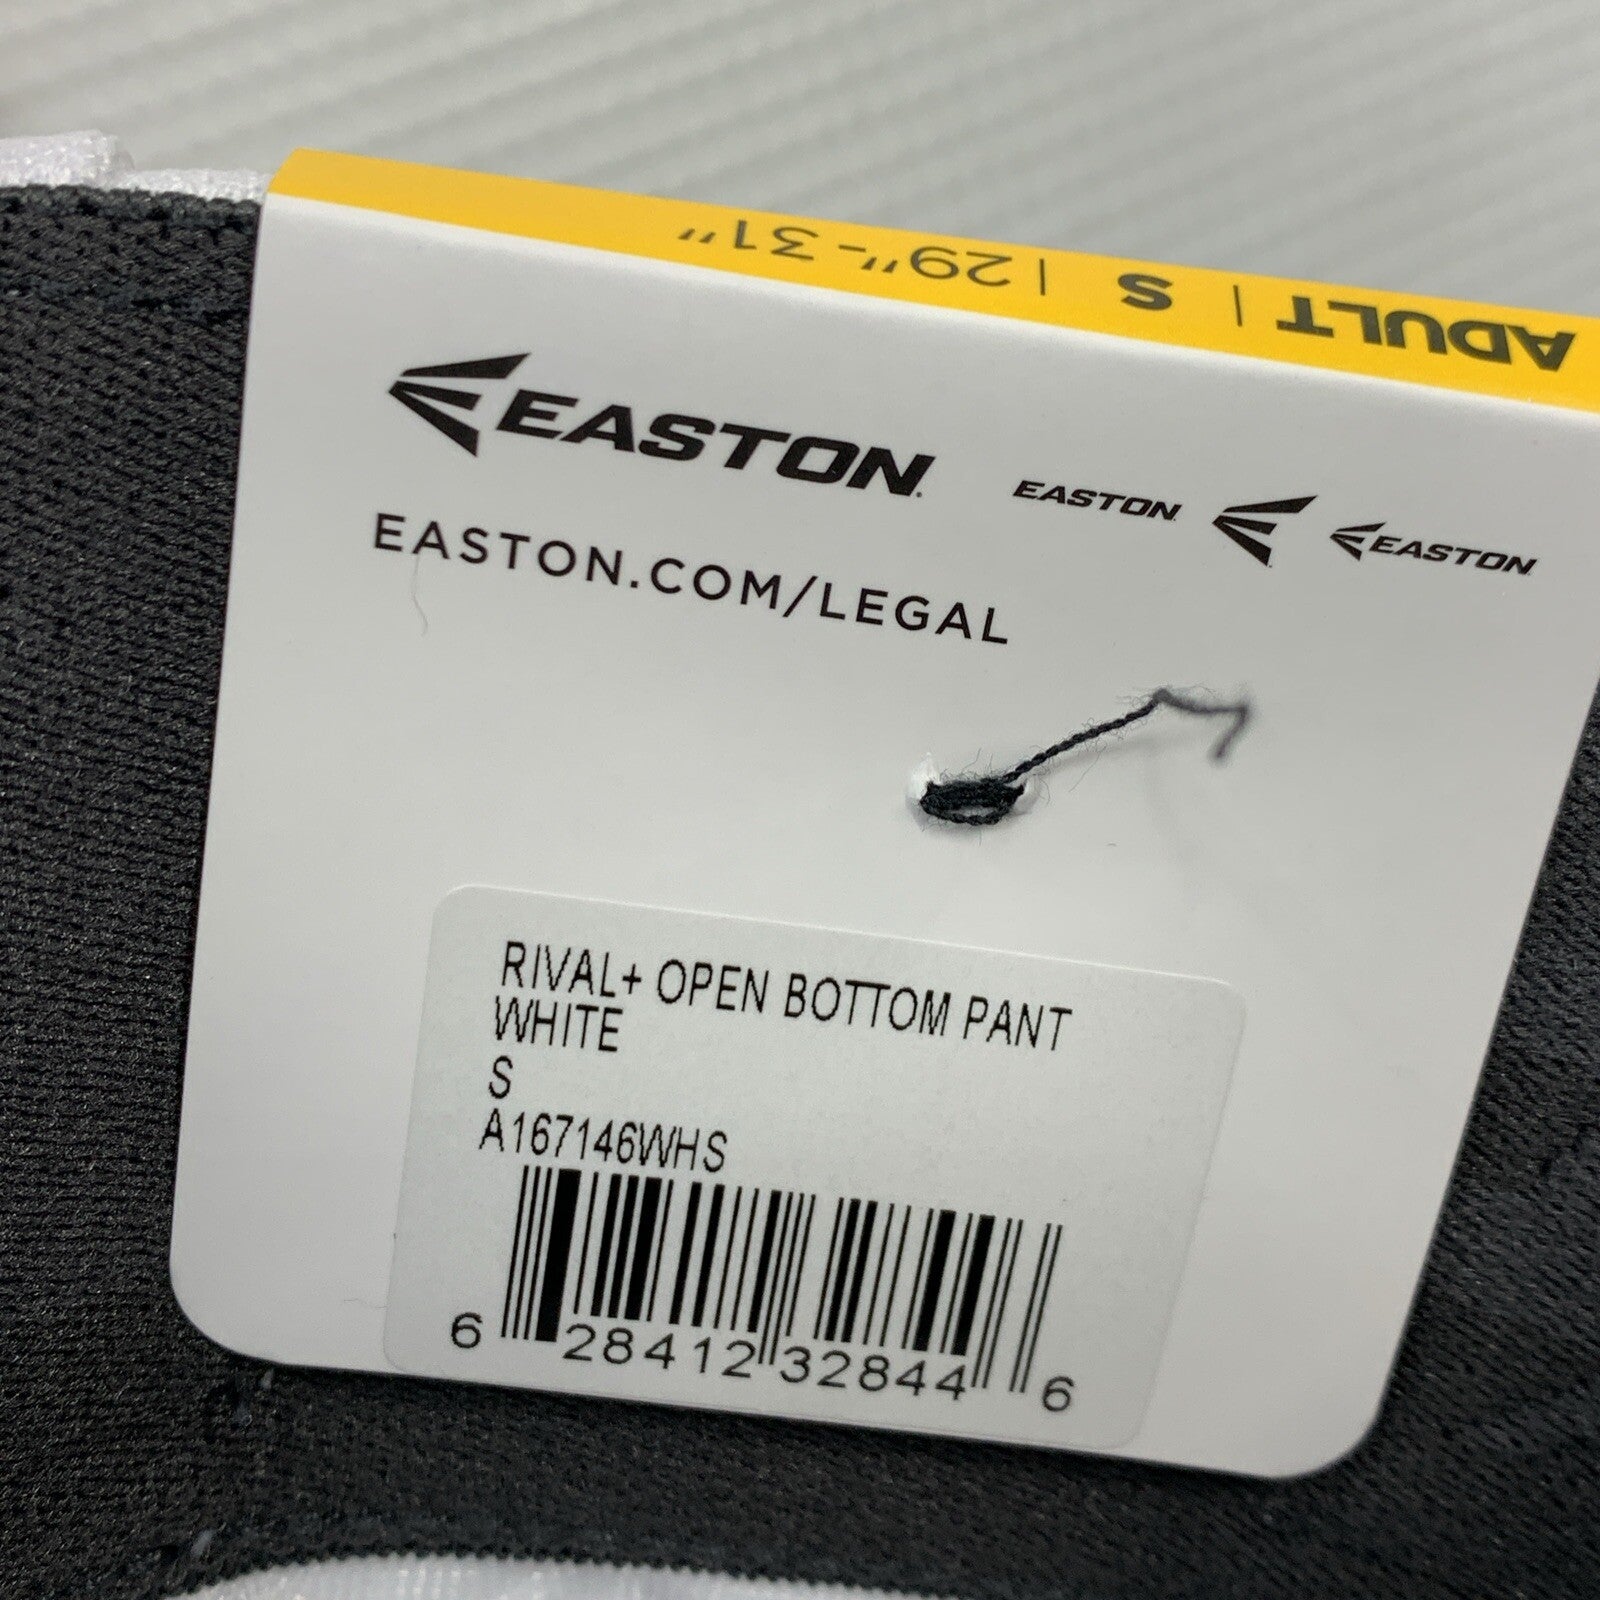 ADULT | S | 29"-31"
EASTON.
EASTON EASTON
EASTON.COM/LEGAL
RIVAL+ OPEN BOTTOM PANT
WHITE
S
A167146WHS
6 28412 32844 6